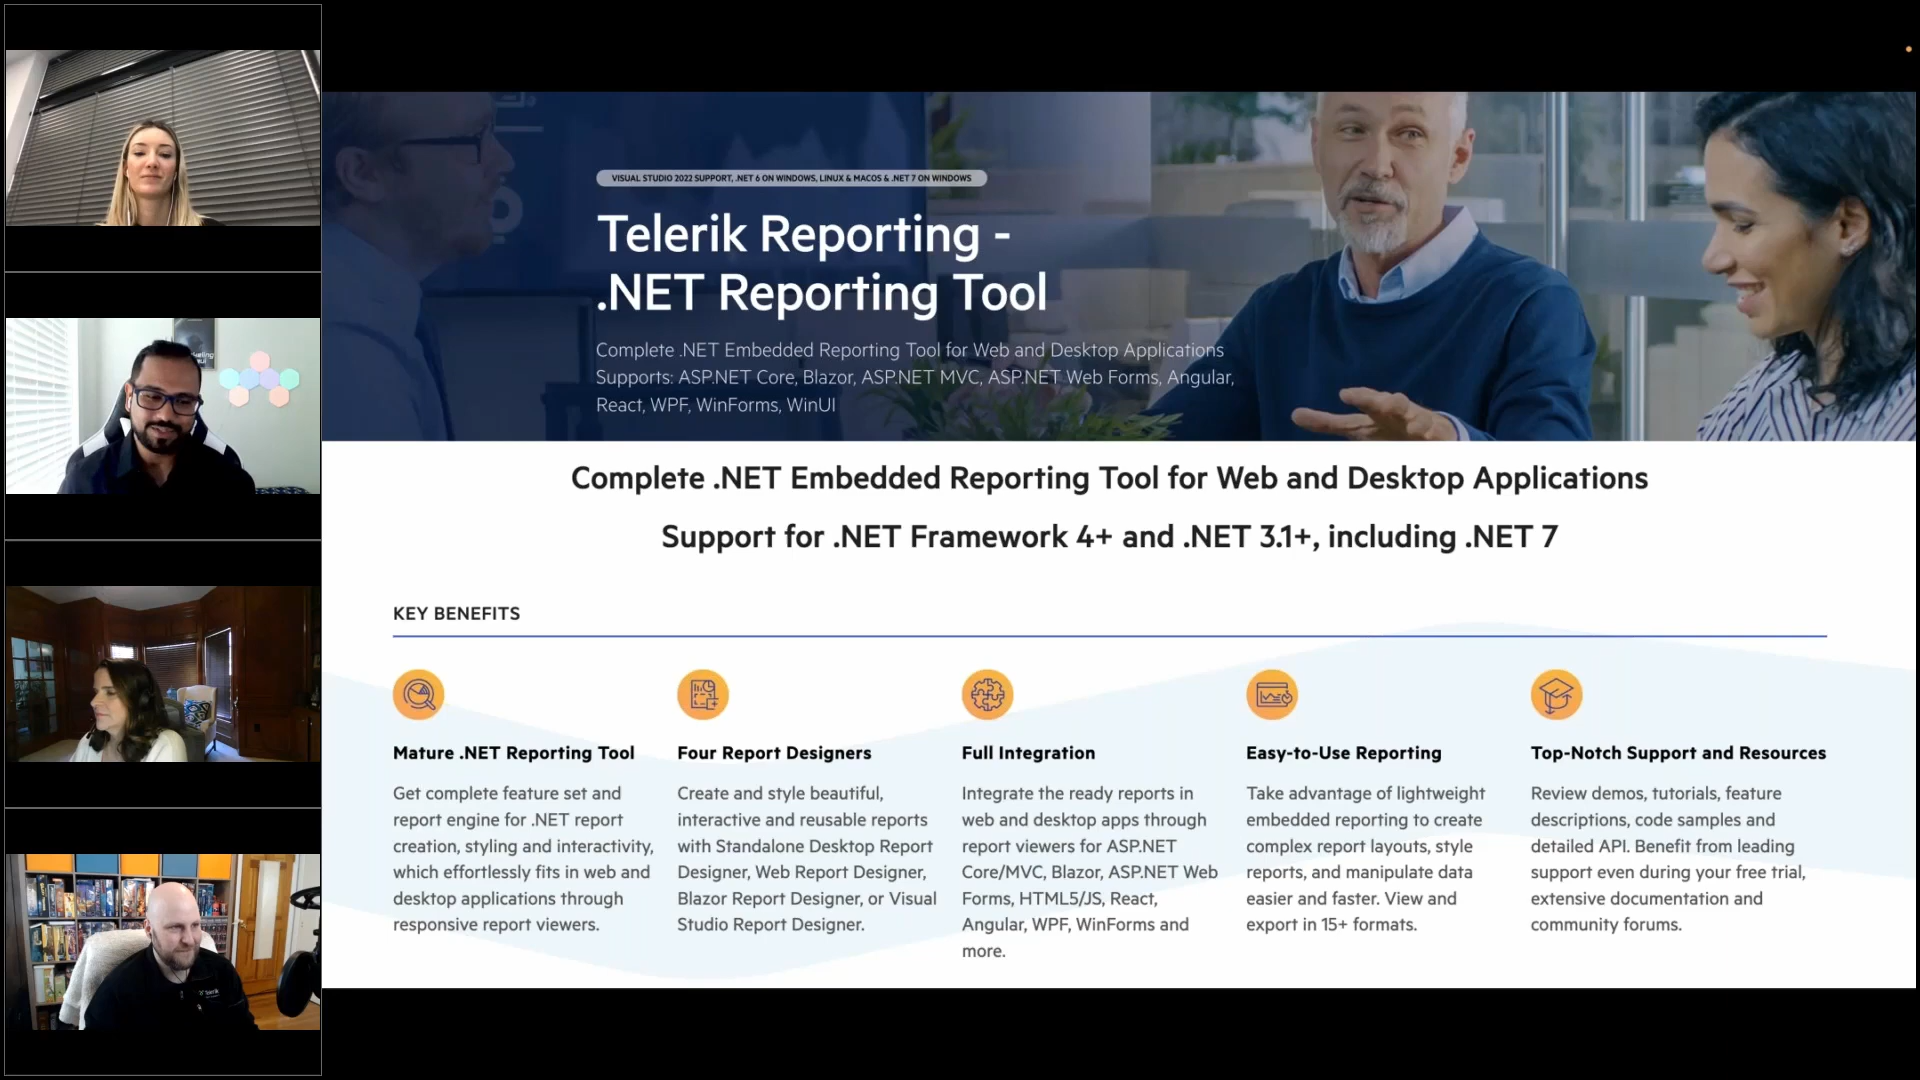 VISUAL STUDIO 2022 SUPPORT, .NET 6 ON WINDOWS, LINUX & MACOS & .NET 7 ON WINDOWS
Telerik Reporting -
.NET Reporting Tool
Complete .NET Embedded Reporting Tool for Web and Desktop Applications
Supports: ASP.NET Core, Blazor, ASP.NET MVC, ASP.NET Web Forms, Angular,
React, WPF, WinForms, WinUI
Complete .NET Embedded Reporting Tool for Web and Desktop Applications
Support for .NET Framework 4+ and .NET 3.1+, including .NET 7
KEY BENEFITS
Mature .NET Reporting Tool
Get complete feature set and
report engine for .NET report
creation, styling and interactivity,
which effortlessly fits in web and
desktop applications through
responsive report viewers.
Four Report Designers
Create and style beautiful,
interactive and reusable reports
with Standalone Desktop Report
Designer, Web Report Designer,
Blazor Report Designer, or Visual
Studio Report Designer.
Full Integration
Integrate the ready reports in
web and desktop apps through
report viewers for ASP.NET
Core/MVC, Blazor, ASP.NET Web
Forms, HTML5/JS, React,
Angular, WPF, WinForms and
more.
Easy-to-Use Reporting
Take advantage of lightweight
embedded reporting to create
complex report layouts, style
reports, and manipulate data
easier and faster. View and
export in 15+ formats.
Top-Notch Support and Resources
Review demos, tutorials, feature
descriptions, code samples and
detailed API. Benefit from leading
support even during your free trial,
extensive documentation and
community forums.